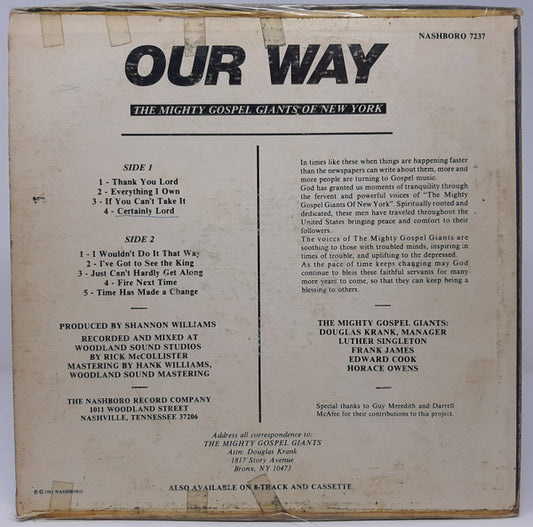 NASHBORO 7237
OUR WAY
THE MIGHTY GOSPEL GIANTS OF NEW YORK
SIDE 1
1 - Thank You Lord
2 - Everything I Own
3 - If You Can't Take It
4 - Certainly Lord
SIDE 2
1 - I Wouldn't Do It That Way
2 - I've Got to See the King
3 - Just Can't Hardly Get Along
4 - Fire Next Time
5 - Time Has Made a Change
PRODUCED BY SHANNON WILLIAMS
RECORDED AND MIXED AT
WOODLAND SOUND STUDIOS
BY RICK McCOLLISTER
MASTERING BY HANK WILLIAMS,
WOODLAND SOUND MASTERING
THE NASHBORO RECORD COMPANY
1011 WOODLAND STREET
NASHVILLE, TENNESSEE 37206
In times like these when things are happening faster
than the newspapers can write about them, more and
more people are turning to Gospel music.
God has granted us moments of tranquility through
the fervent and powerful voices of "The Mighty
Gospel Giants Of New York". Spiritually rooted and
dedicated, these men have traveled throughout the
United States bringing peace and comfort to their
followers.
The voices of The Mighty Gospel Giants are
soothing to those with troubled minds, inspiring in
times of trouble, and uplifting to the depressed.
As the pace of time keeps changing may God
continue to bless these faithful servants for many
more years to come, so that they can keep being a
blessing to others.
THE MIGHTY GOSPEL GIANTS:
DOUGLAS KRANK, MANAGER
LUTHER SINGLETON
FRANK JAMES
EDWARD COOK
HORACE OWENS
Special thanks to Guy Meredith and Darrell
McAfee for their contributions to this project.
Address all correspondence to:
THE MIGHTY GOSPEL GIANTS
Attn: Douglas Krank
1817 Story Avenue
Bronx, NY 10473
℗ © NASHBORO
ALSO AVAILABLE ON 8-TRACK AND CASSETTE